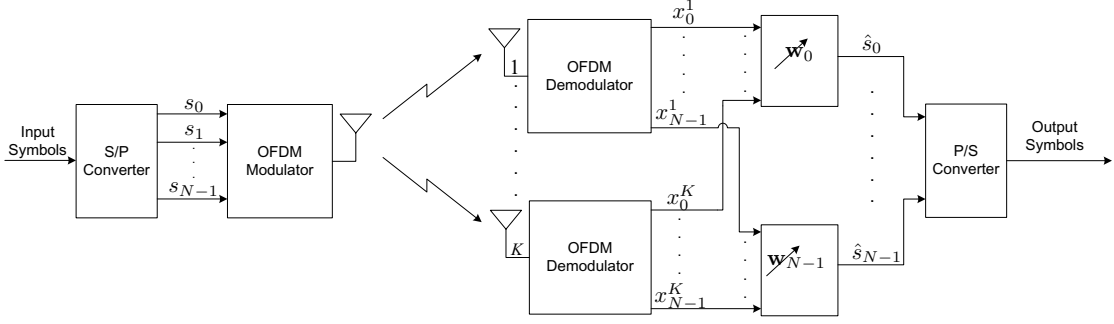 Input
Symbols
S/P
Converter
s_0
s_1
s_{N-1}
OFDM
Modulator
1
OFDM
Demodulator
x_0^1
x_{N-1}^1
K
OFDM
Demodulator
x_0^K
x_{N-1}^K
w_0
w_{N-1}
ŝ_0
ŝ_{N-1}
P/S
Converter
Output
Symbols